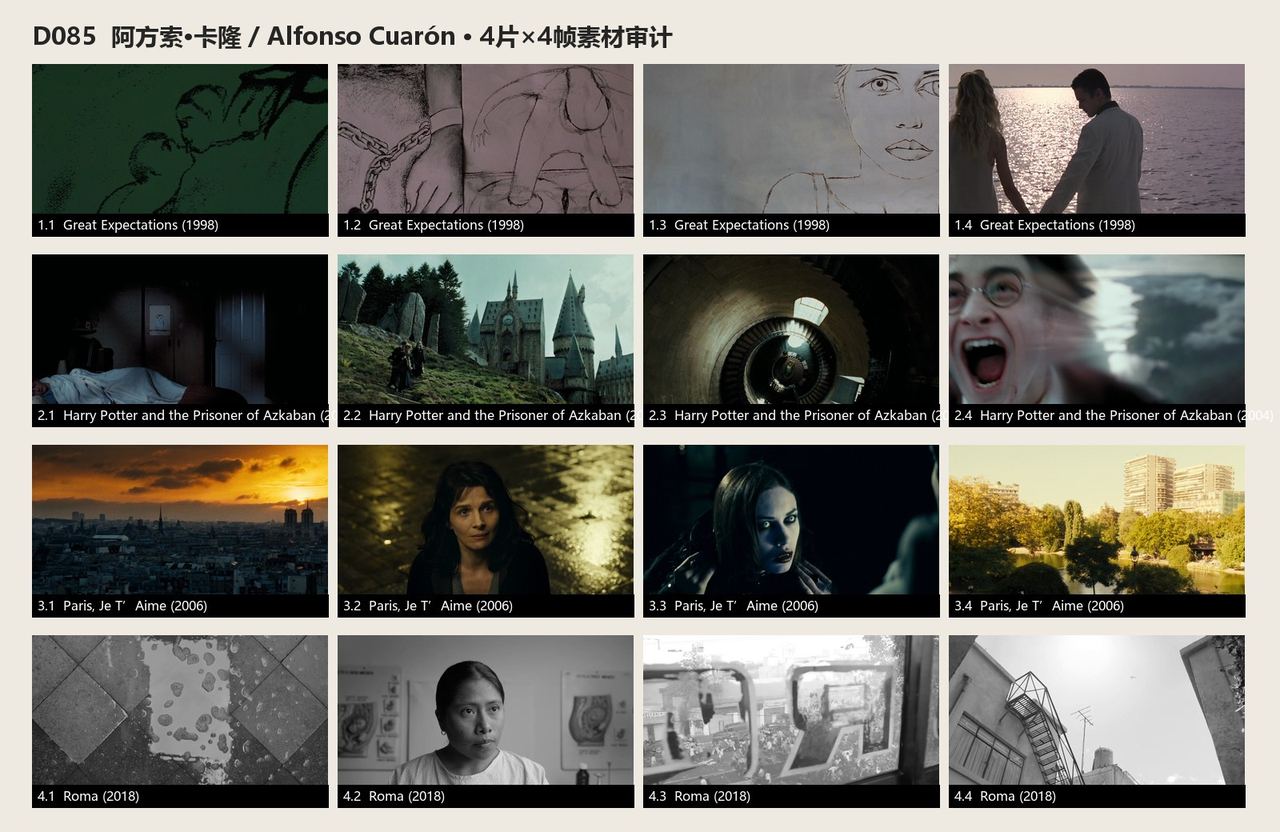 D085 阿方索•卡隆 / Alfonso Cuarón • 4片×4帧素材审计
1.1 Great Expectations (1998)
1.2 Great Expectations (1998)
1.3 Great Expectations (1998)
1.4 Great Expectations (1998)
2.1 Harry Potter and the Prisoner of Azkaban (2
2.2 Harry Potter and the Prisoner of Azkaban (2
2.3 Harry Potter and the Prisoner of Azkaban (2
2.4 Harry Potter and the Prisoner of Azkaban (2004)
3.1 Paris, Je T’ Aime (2006)
3.2 Paris, Je T’ Aime (2006)
3.3 Paris, Je T’ Aime (2006)
3.4 Paris, Je T’ Aime (2006)
4.1 Roma (2018)
4.2 Roma (2018)
4.3 Roma (2018)
4.4 Roma (2018)